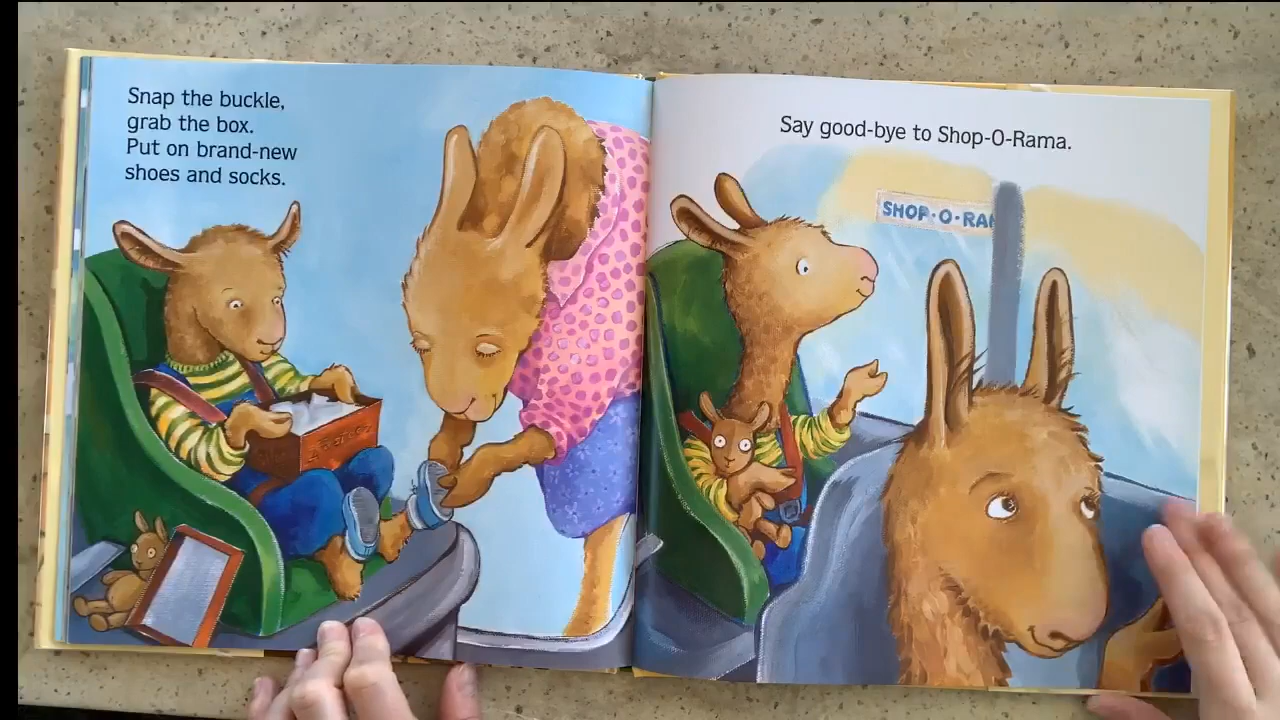 Snap the buckle,
grab the box.
Put on brand-new
shoes and socks.
Say good-bye to Shop-O-Rama.
SHOP-O-RA